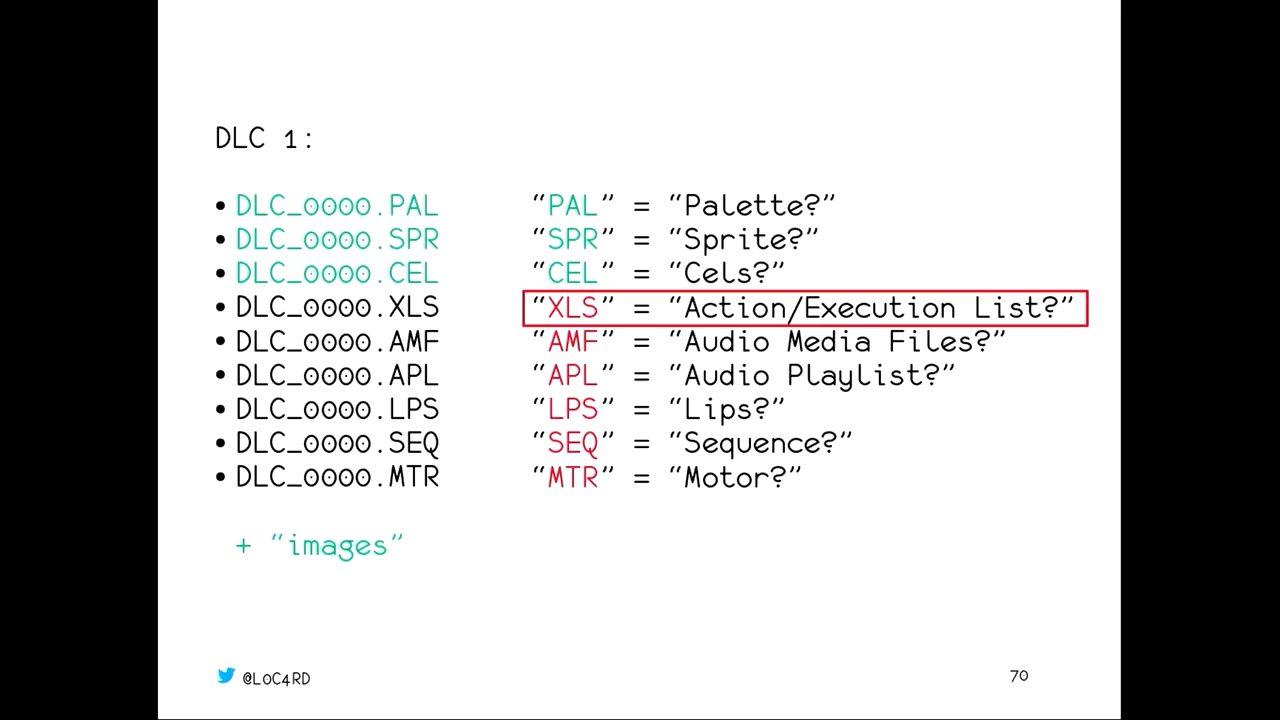 DLC 1:
• DLC_0000.PAL “PAL” = “Palette?”
• DLC_0000.SPR “SPR” = “Sprite?”
• DLC_0000.CEL “CEL” = “Cels?”
• DLC_0000.XLS “XLS” = “Action/Execution List?”
• DLC_0000.AMF “AMF” = “Audio Media Files?”
• DLC_0000.APL “APL” = “Audio Playlist?”
• DLC_0000.LPS “LPS” = “Lips?”
• DLC_0000.SEQ “SEQ” = “Sequence?”
• DLC_0000.MTR “MTR” = “Motor?”
+ “images”
@L0C4RD
70